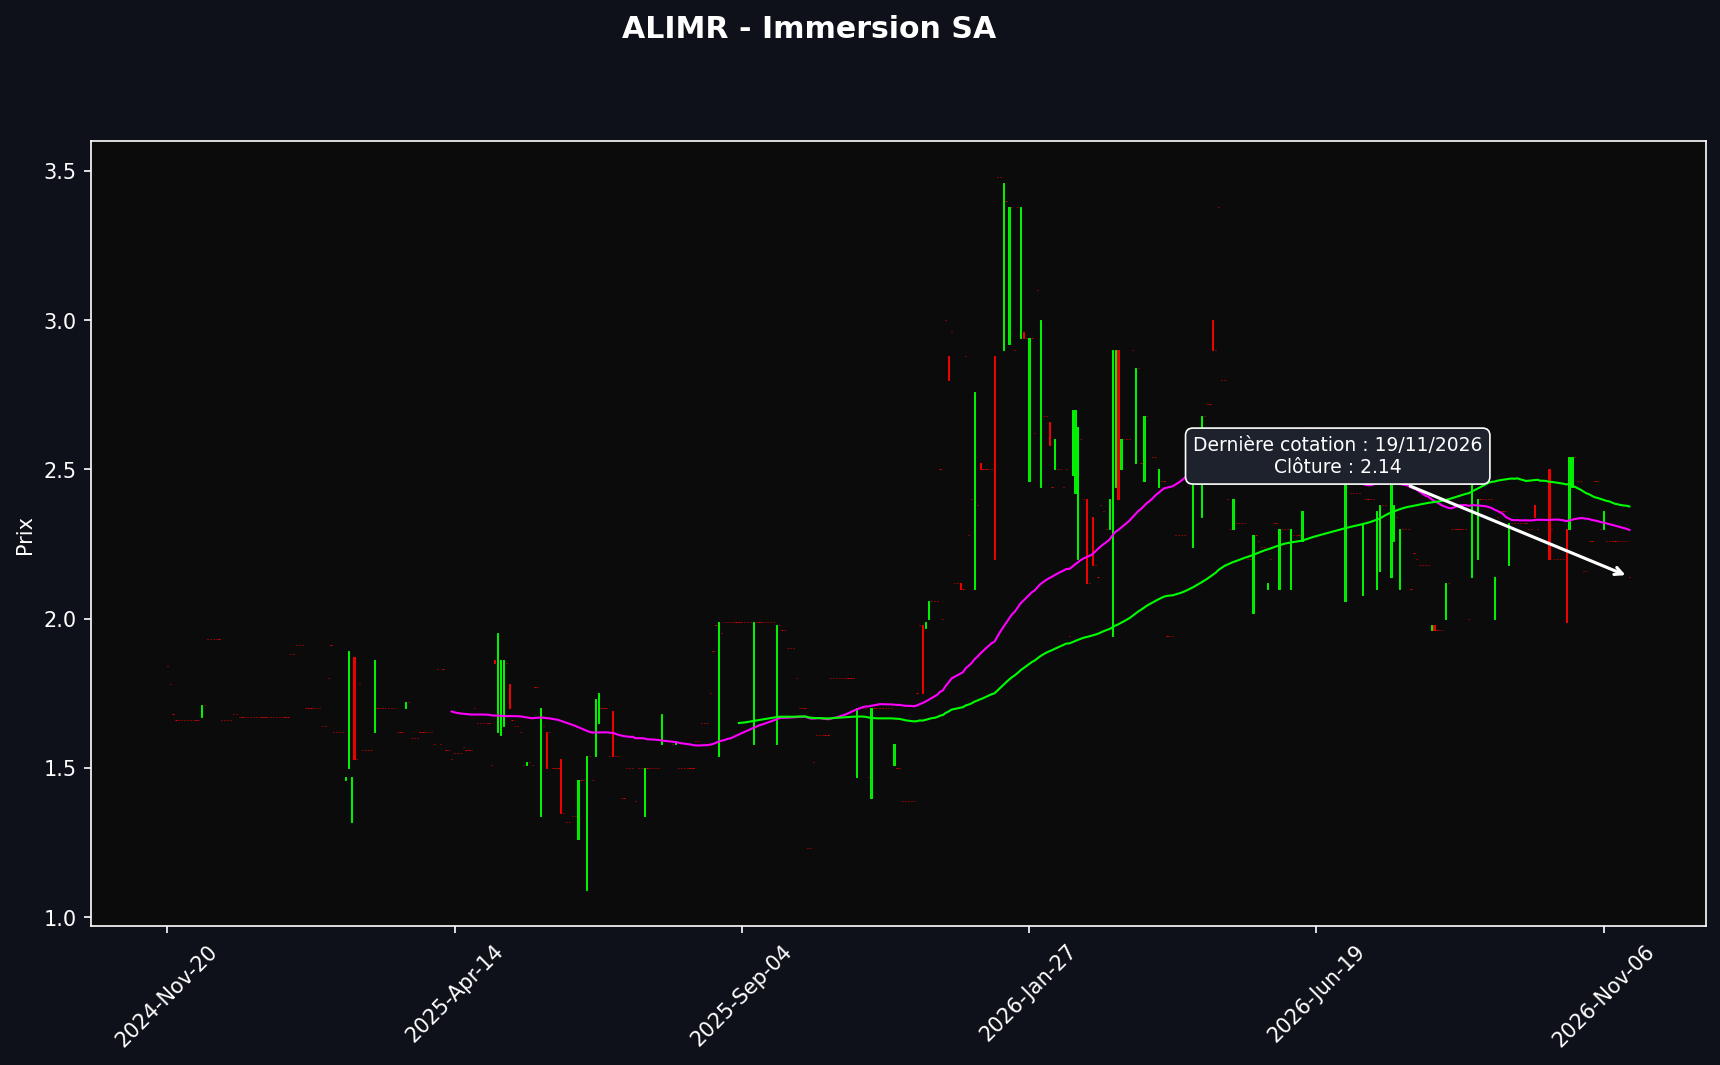 ALIMR - Immersion SA
3.5
3.0
2.5
2.0
1.5
1.0
Prix
Dernière cotation : 19/11/2026
Clôture : 2.14
2024-Nov-20
2025-Apr-14
2025-Sep-04
2026-Jan-27
2026-Jun-19
2026-Nov-06